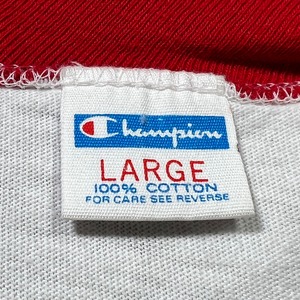 Champion
LARGE
100% COTTON
FOR CARE SEE REVERSE